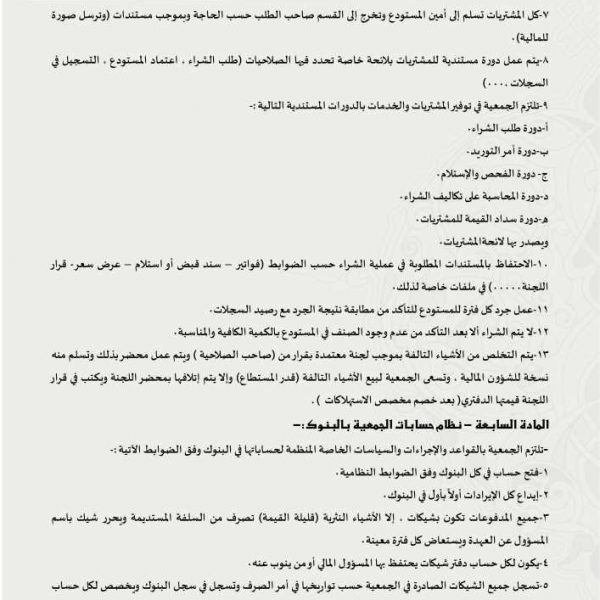 ٧-كل المشتريات تسلم إلى أمين المستودع وتخرج إلى القسم صاحب الطلب حسب الحاجة وبموجب مستندات (وترسل صورة
للمالية).
٨-يتم عمل دورة مستندية للمشتريات بلائحة خاصة تحدد فيها الصلاحيات (طلب الشراء ، اعتماد المستودع ، التسجيل في
السجلات ،...)
٩-تلتزم الجمعية في توفير المشتريات والخدمات بالدورات المستندية التالية :-
أ-دورة طلب الشراء.
ب-دورة أمر التوريد.
ج- دورة الفحص والإستلام.
د-دورة المحاسبة على تكاليف الشراء.
هـ-دورة سداد القيمة للمشتريات.
ويصدر بها لائحة المشتريات.
١٠-الاحتفاظ بالمستندات المطلوبة في عملية الشراء حسب الضوابط (فواتير – سند قبض أو استلام – عرض سعر- قرار
اللجنة.....) في ملفات خاصة لذلك.
١١-عمل جرد كل فترة للمستودع للتأكد من مطابقة نتيجة الجرد مع رصيد السجلات.
١٢-لا يتم الشراء ألا بعد التأكد من عدم وجود الصنف في المستودع بالكمية الكافية والمناسبة.
١٣-يتم التخلص من الأشياء التالفة بموجب لجنة معتمدة بقرار من (صاحب الصلاحية ) ويتم عمل محضر بذلك وتسلم منه
نسخة للشؤون المالية ، وتسعى الجمعية لبيع الأشياء التالفة (قدر المستطاع) وإلا يتم إتلافها بمحضر اللجنة ويكتب في قرار
اللجنة قيمتها الدفتري( بعد خصم مخصص الاستهلاكات ) .
المادة السابعة – نظام حسابات الجمعية بالبنوك :-
-تلتزم الجمعية بالقواعد والإجراءات والسياسات الخاصة المنظمة لحساباتها في البنوك وفق الضوابط الآتية:-
١-فتح حساب في كل البنوك وفق الضوابط النظامية.
٢-إيداع كل الإيرادات أولاً بأول في البنوك.
٣-جميع المدفوعات تكون بشيكات ، إلا الأشياء النثرية (قليلة القيمة) تصرف من السلفة المستديمة ويحرر شيك باسم
المسؤول عن العهدة ويستعاض كل فترة معينة.
٤-يكون لكل حساب دفتر شيكات يحتفظ بها المسؤول المالي أو من ينوب عنه.
٥-تسجل جميع الشيكات الصادرة في الجمعية حسب تواريخها في أمر الصرف وتسجل في سجل البنوك ويخصص لكل حساب